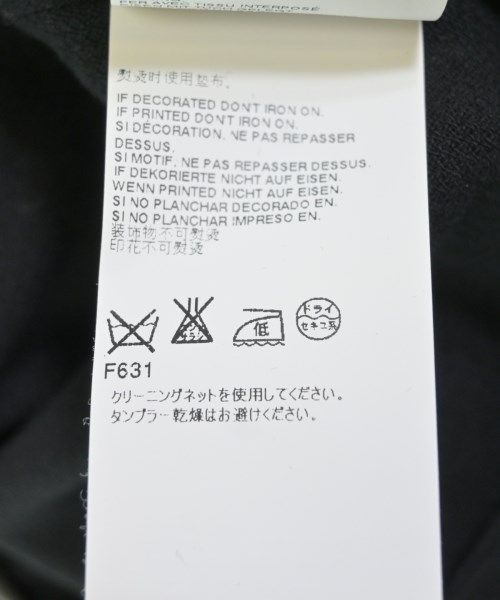 FER AVEC TISSU INTERPOSÉ
熨烫时使用垫布。
IF DECORATED DON'T IRON ON.
IF PRINTED DON'T IRON ON.
SI DÉCORATION, NE PAS REPASSER
DESSUS.
SI MOTIF, NE PAS REPASSER DESSUS.
IF DEKORIERTE NICHT AUF EISEN.
WENN PRINTED NICHT AUF EISEN.
SI NO PLANCHAR DECORADO EN.
SI NO PLANCHAR IMPRESO EN.
装饰物不可熨烫
印花不可熨烫
低
ドライ
セキユ系
F631
クリーニングネットを使用してください。
タンブラー乾燥はお避けください。